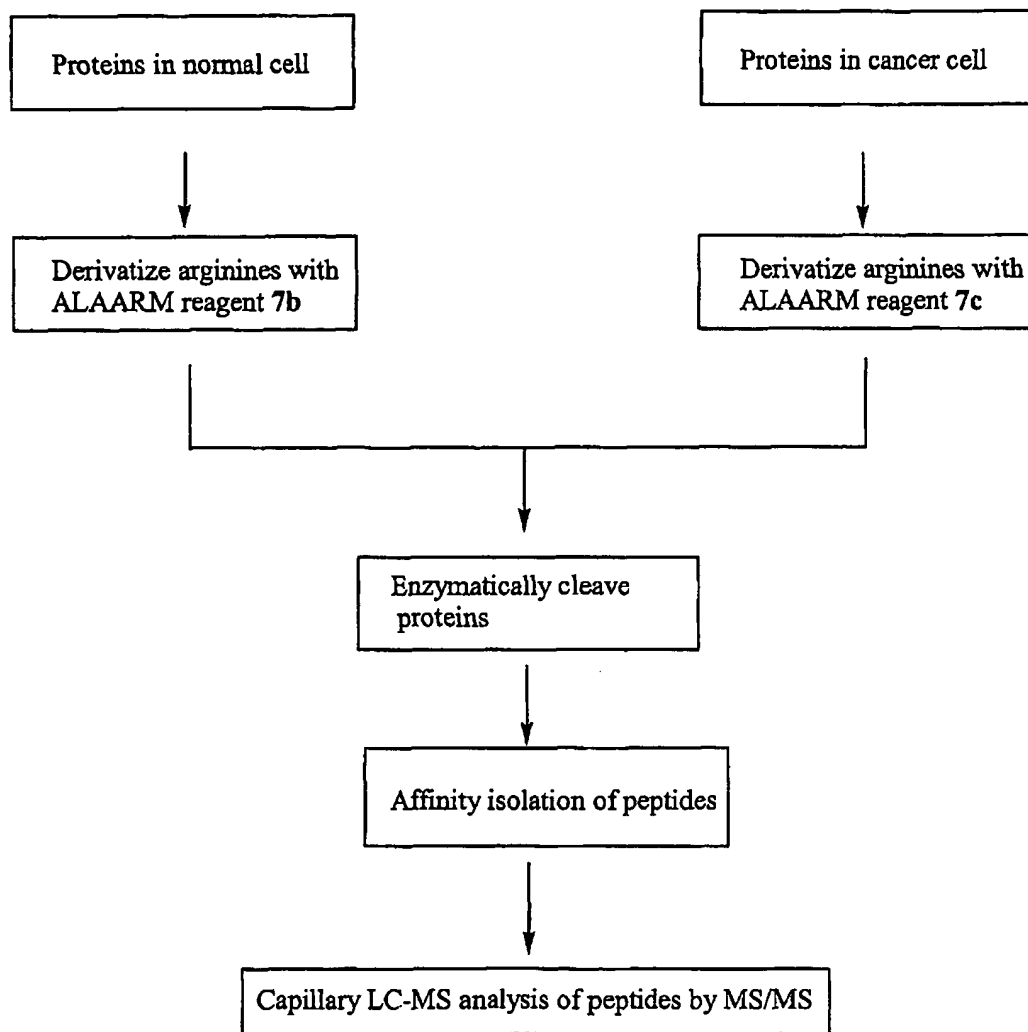 Proteins in normal cell
Proteins in cancer cell
Derivatize arginines with
ALAARM reagent 7b
Derivatize arginines with
ALAARM reagent 7c
Enzymatically cleave
proteins
Affinity isolation of peptides
Capillary LC-MS analysis of peptides by MS/MS